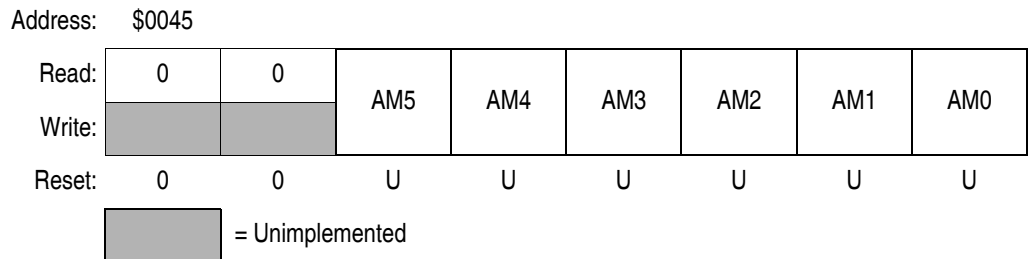 Address: $0045
Read: 0 0 AM5 AM4 AM3 AM2 AM1 AM0
Write:
Reset: 0 0 U U U U U U
= Unimplemented